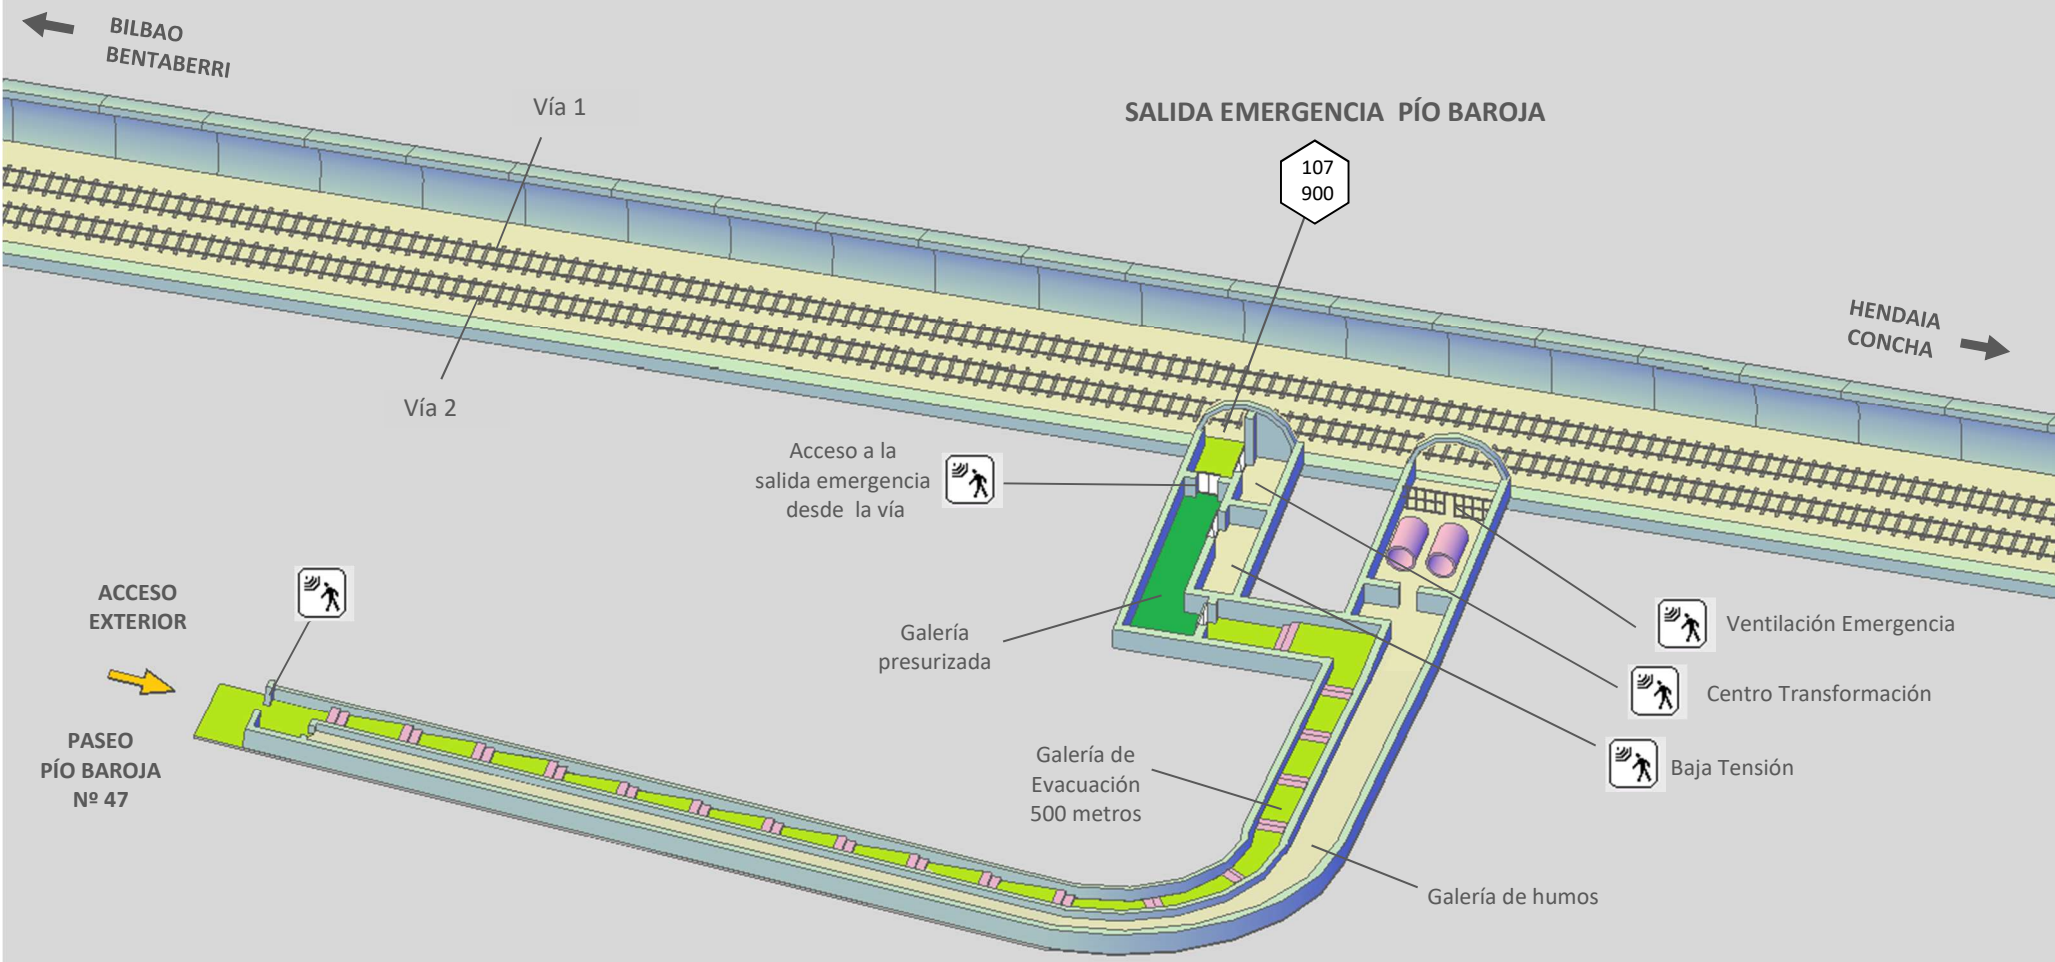 BILBAO
BENTABERRI
Vía 1
SALIDA EMERGENCIA PÍO BAROJA
107
900
HENDAIA
CONCHA
Vía 2
Acceso a la
salida emergencia
desde la vía
ACCESO
EXTERIOR
Galería
presurizada
Ventilación Emergencia
Centro Transformación
PASEO
PÍO BAROJA
Nº 47
Galería de
Evacuación
500 metros
Baja Tensión
Galería de humos